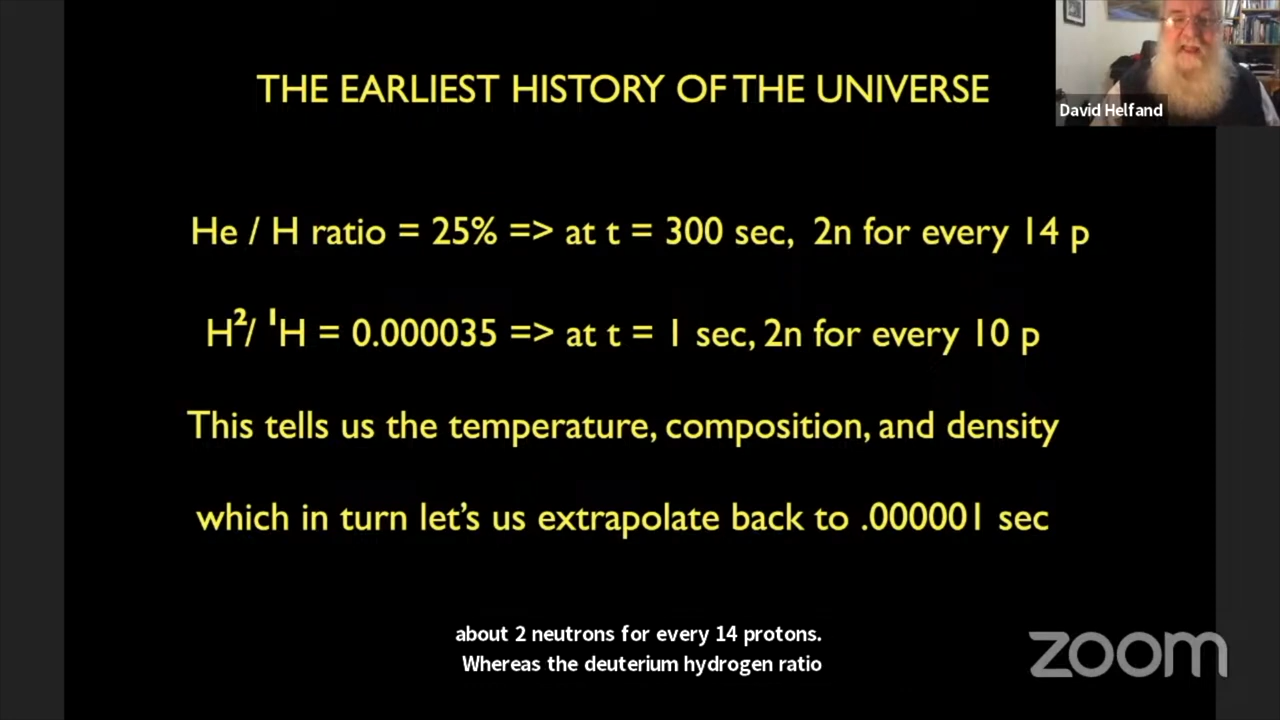 THE EARLIEST HISTORY OF THE UNIVERSE
David Helfand
He / H ratio = 25% => at t = 300 sec, 2n for every 14 p
H²/ ¹H = 0.000035 => at t = 1 sec, 2n for every 10 p
This tells us the temperature, composition, and density
which in turn let's us extrapolate back to .000001 sec
about 2 neutrons for every 14 protons.
Whereas the deuterium hydrogen ratio
zoom